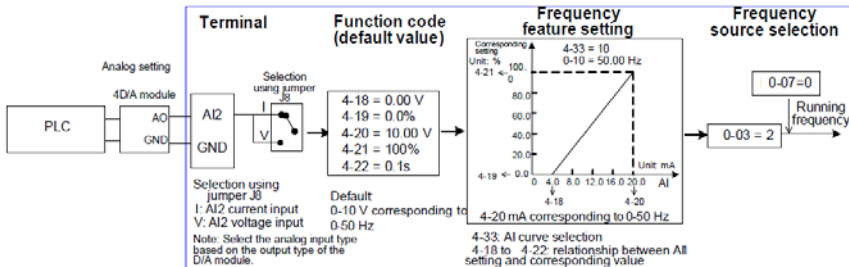 Terminal
Function code
(default value)
Frequency
feature setting
Frequency
source selection
Analog setting
4D/A module
PLC
AO
GND
AI2
GND
Selection
using jumper
J8
I
V
4-18 = 0.00 V
4-19 = 0.0%
4-20 = 10.00 V
4-21 = 100%
4-22 = 0.1s
Corresponding
setting
Unit: %
4-21
100.
0
80.0
60.0
40.0
20.0
4-19
0.0
4-33 = 10
0-10 = 50.00 Hz
Unit: mA
0 4.0 8.0 12.0 16.0 20.0
AI
4-18
4-20
4-20 mA corresponding to 0-50 Hz
0-07=0
Running
frequency
0-03 = 2
Selection using
jumper J8
I: AI2 current input
V: AI2 voltage input
Note: Select the analog input type
based on the output type of the
D/A module.
Default:
0-10 V corresponding to
0-50 Hz
4-33: AI curve selection
4-18 to 4-22: relationship between AI
setting and corresponding value